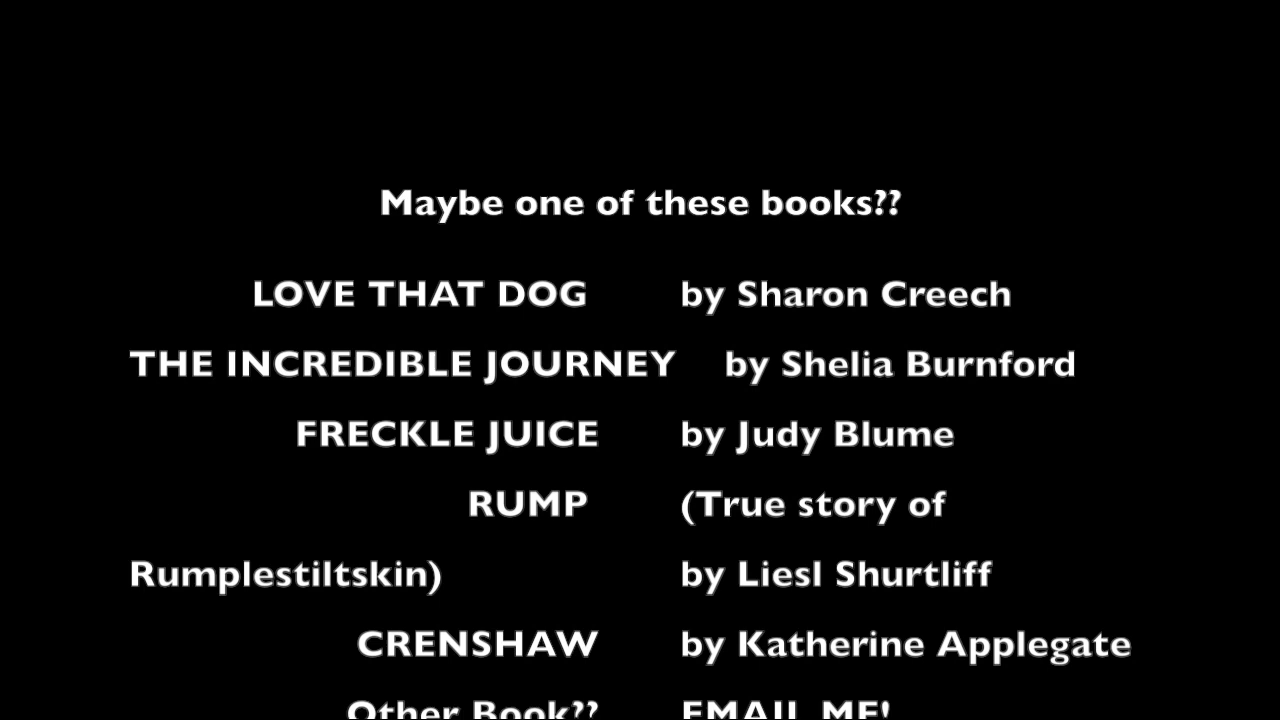 Maybe one of these books??
LOVE THAT DOG by Sharon Creech
THE INCREDIBLE JOURNEY by Shelia Burnford
FRECKLE JUICE by Judy Blume
RUMP (True story of
Rumplestiltskin) by Liesl Shurtliff
CRENSHAW by Katherine Applegate
Other Book?? EMAIL ME!